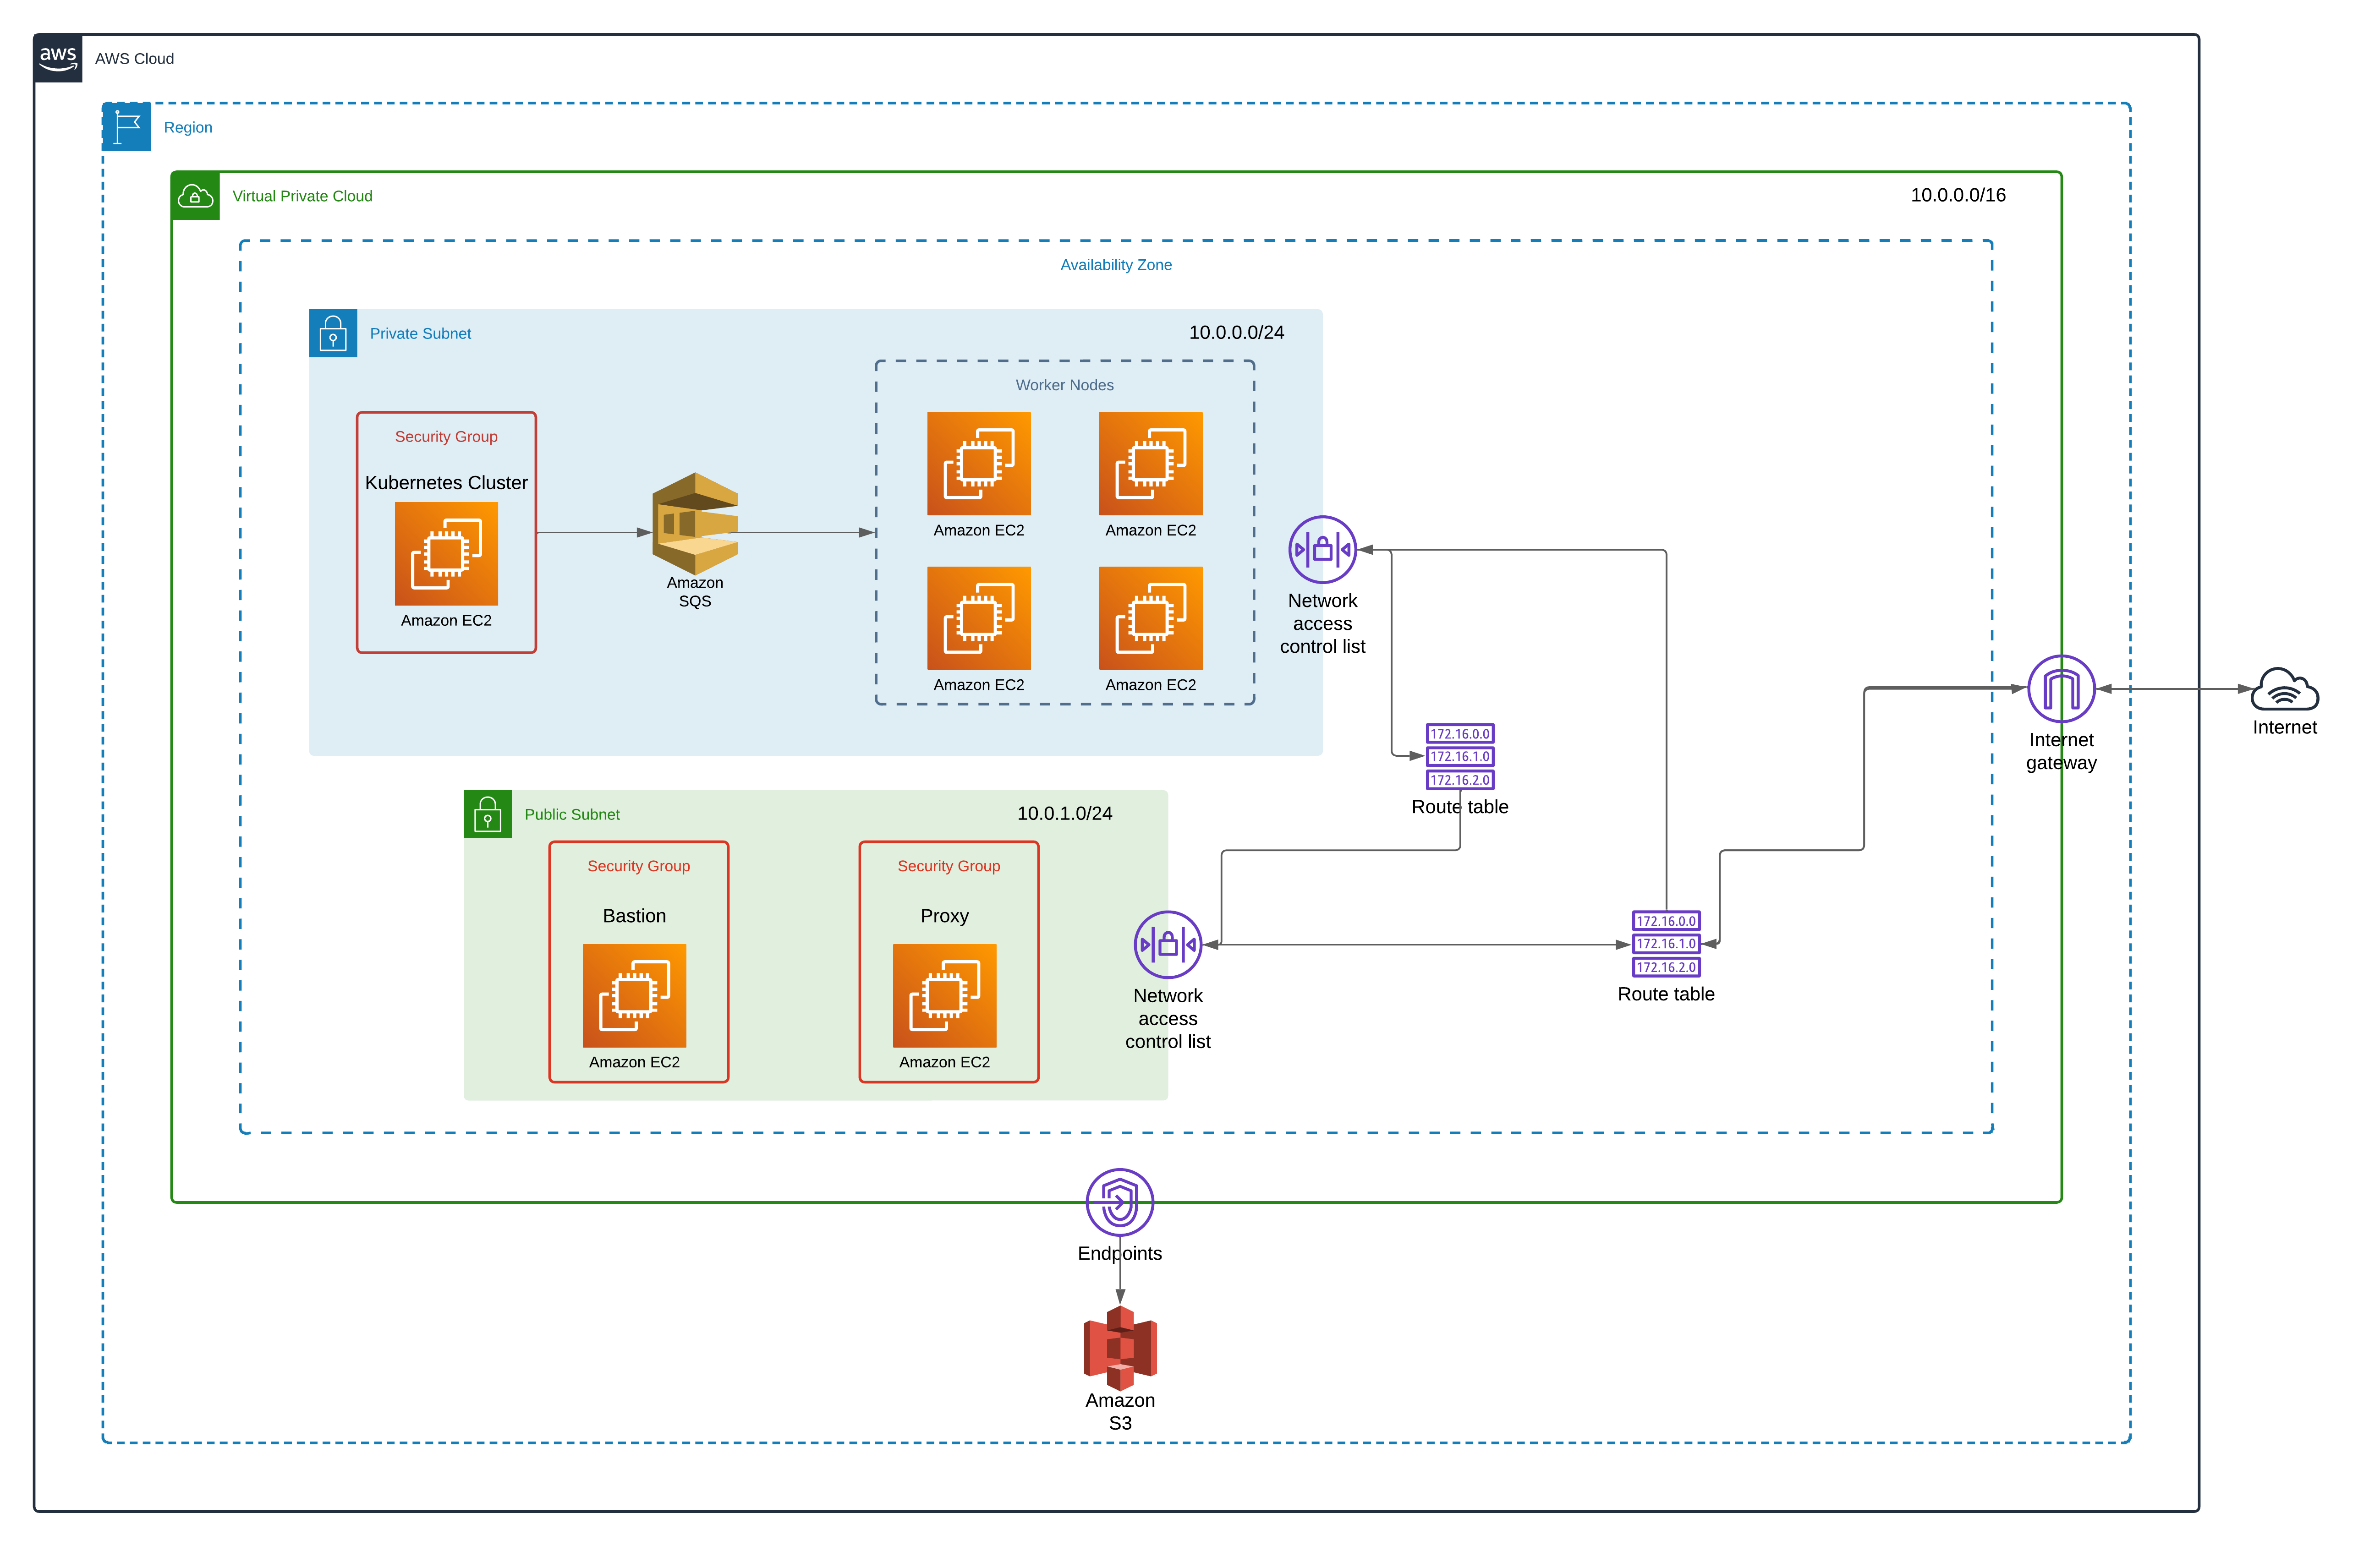 aws
AWS Cloud
Region
Virtual Private Cloud
10.0.0.0/16
Availability Zone
Private Subnet
10.0.0.0/24
Worker Nodes
Security Group
Kubernetes Cluster
Amazon EC2
Amazon
SQS
Amazon EC2
Amazon EC2
Amazon EC2
Amazon EC2
Network
access
control list
172.16.0.0
172.16.1.0
172.16.2.0
Route table
Internet
gateway
Internet
Public Subnet
10.0.1.0/24
Security Group
Bastion
Amazon EC2
Security Group
Proxy
Amazon EC2
Network
access
control list
172.16.0.0
172.16.1.0
172.16.2.0
Route table
Endpoints
Amazon
S3